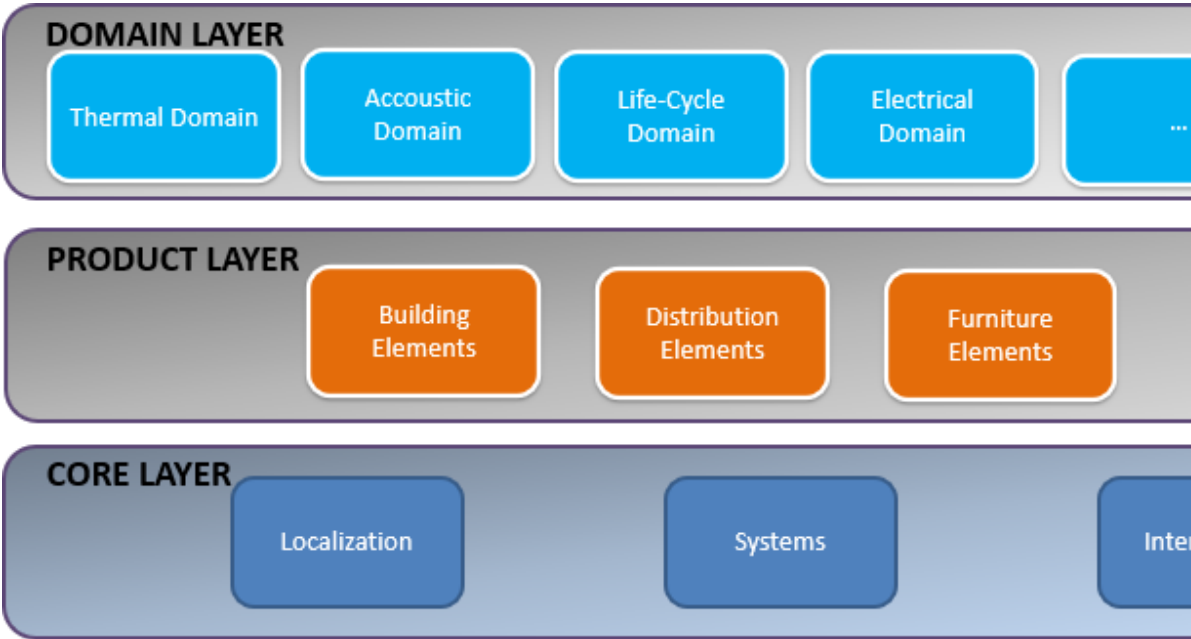 DOMAIN LAYER
Thermal Domain
Accoustic
Domain
Life-Cycle
Domain
Electrical
Domain
...
PRODUCT LAYER
Building
Elements
Distribution
Elements
Furniture
Elements
CORE LAYER
Localization
Systems